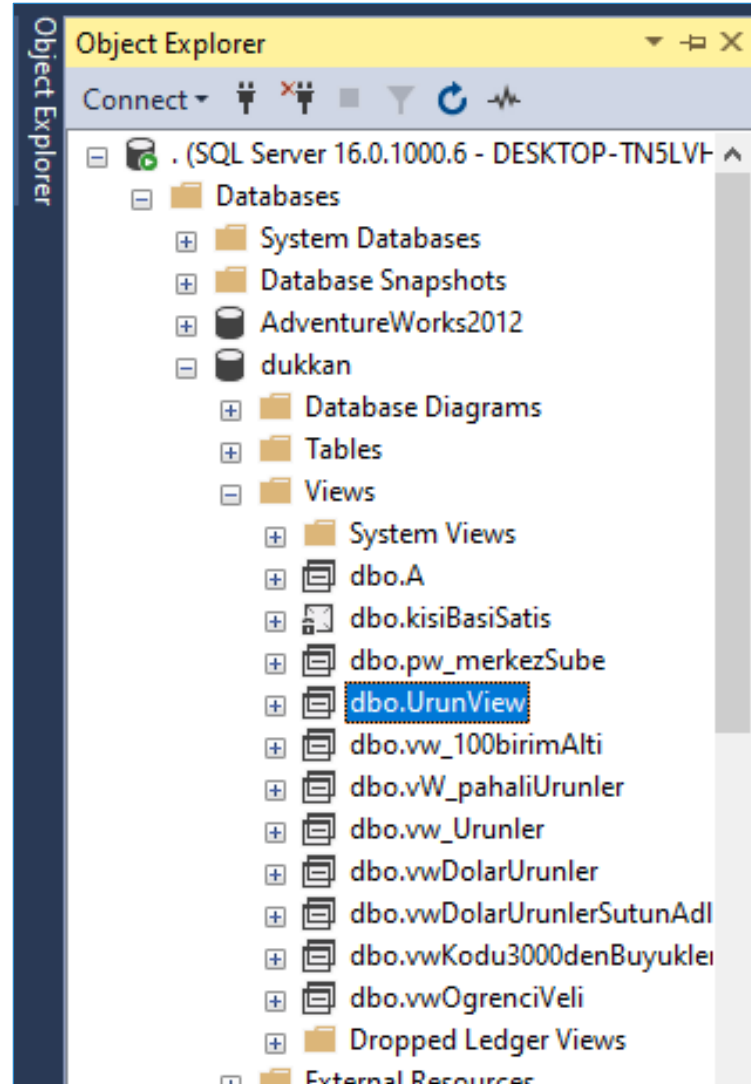 Object Explorer
Object Explorer
Connect
. (SQL Server 16.0.1000.6 - DESKTOP-TN5LVH
Databases
System Databases
Database Snapshots
AdventureWorks2012
dukkan
Database Diagrams
Tables
Views
System Views
dbo.A
dbo.kisiBasiSatis
dbo.pw_merkezSube
dbo.UrunView
dbo.vw_100birimAlti
dbo.vW_pahaliUrunler
dbo.vw_Urunler
dbo.vwDolarUrunler
dbo.vwDolarUrunlerSutunAdl
dbo.vwKodu3000denBuyukler
dbo.vwOgrenciVeli
Dropped Ledger Views
External Resources